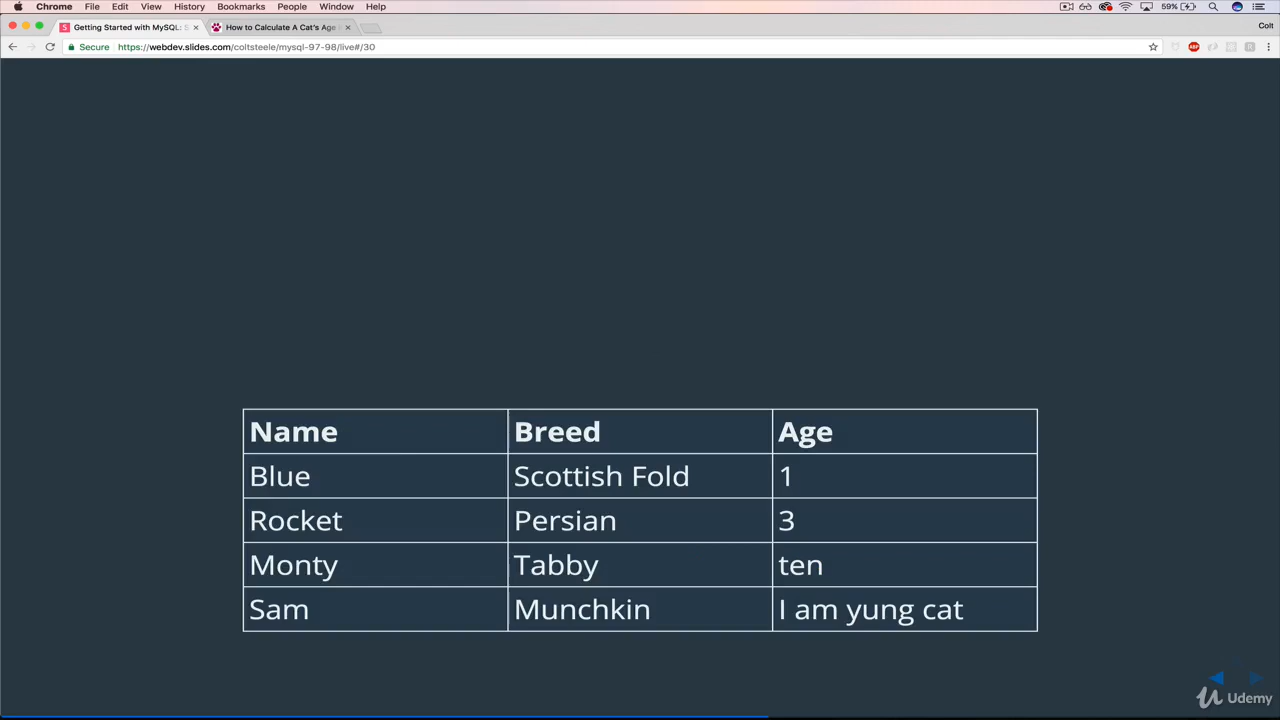 Chrome File Edit View History Bookmarks People Window Help 59%
Getting Started with MySQL: S How to Calculate A Cat's Age Colt
Secure https://webdev.slides.com/coltsteele/mysql-97-98/live#/30 ABP
Name Breed Age
Blue Scottish Fold 1
Rocket Persian 3
Monty Tabby ten
Sam Munchkin I am yung cat
Udemy